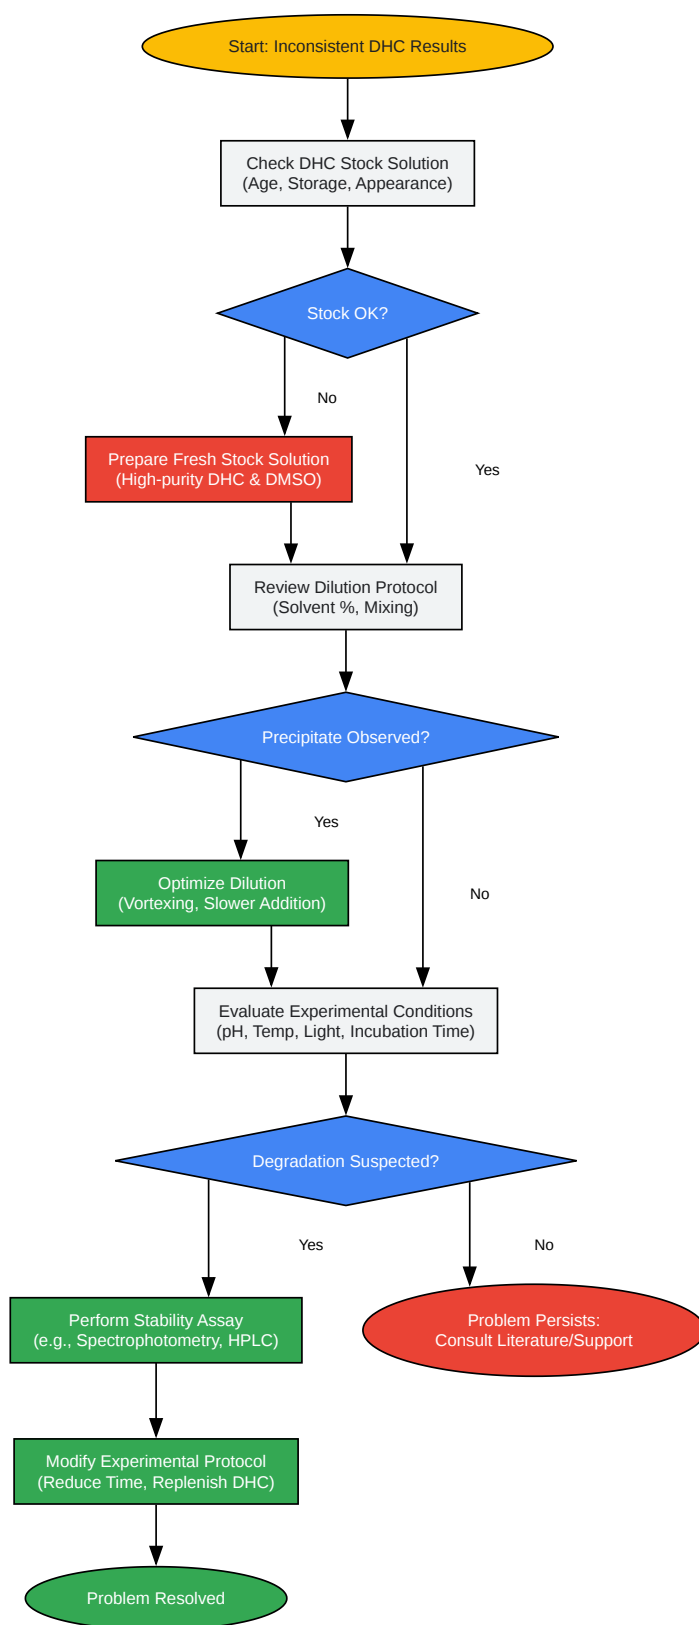 Start: Inconsistent DHC Results
Check DHC Stock Solution
(Age, Storage, Appearance)
Stock OK?
No
Prepare Fresh Stock Solution
(High-purity DHC & DMSO)
Yes
Review Dilution Protocol
(Solvent %, Mixing)
Precipitate Observed?
Yes
Optimize Dilution
(Vortexing, Slower Addition)
No
Evaluate Experimental Conditions
(pH, Temp, Light, Incubation Time)
Degradation Suspected?
Yes
No
Perform Stability Assay
(e.g., Spectrophotometry, HPLC)
Problem Persists:
Consult Literature/Support
Modify Experimental Protocol
(Reduce Time, Replenish DHC)
Problem Resolved